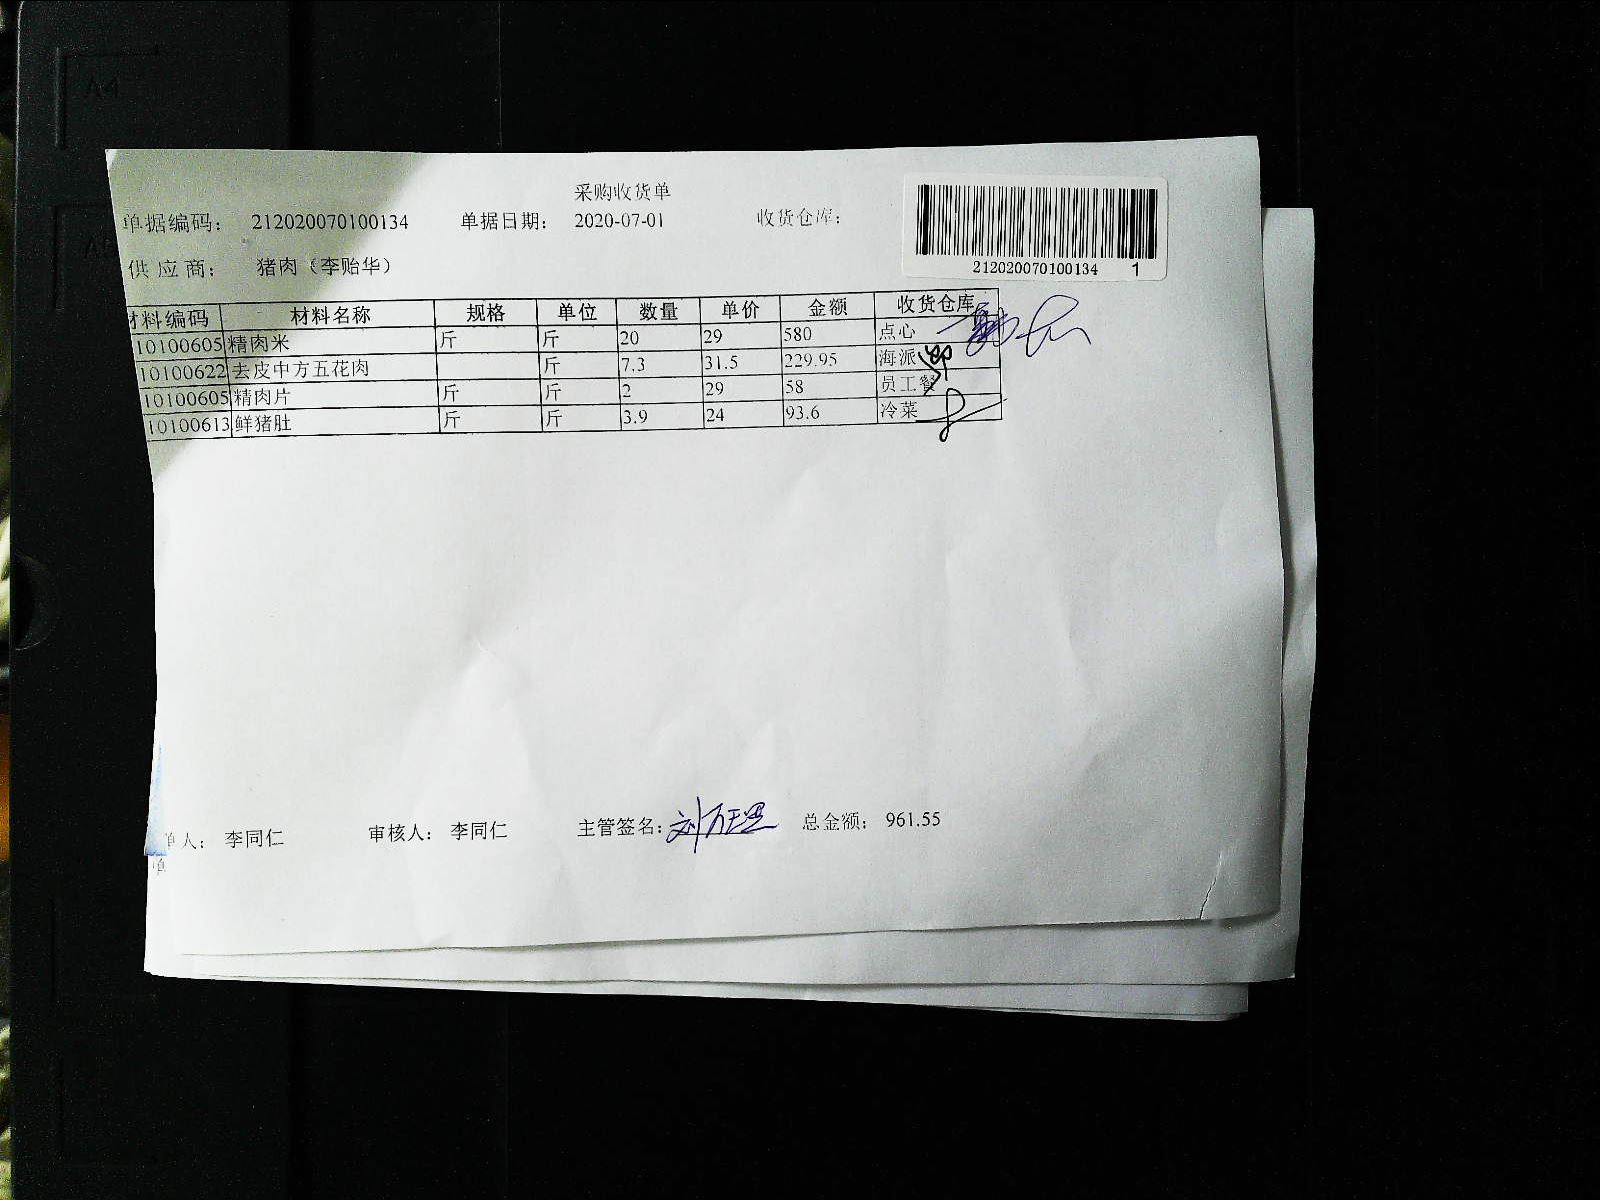 采购收货单
单据编码： 212020070100134 单据日期： 2020-07-01 收货仓库：
212020070100134 1
供应商： 猪肉（李贻华）
材料编码 材料名称 规格 单位 数量 单价 金额 收货仓库
10100605 精肉米 斤 斤 20 29 580 点心
10100622 去皮中方五花肉 斤 7.3 31.5 229.95 海派
10100605 精肉片 斤 斤 2 29 58 员工餐
10100613 鲜猪肚 斤 斤 3.9 24 93.6 冷菜
单人： 李同仁 审核人： 李同仁 主管签名： 总金额： 961.55
单